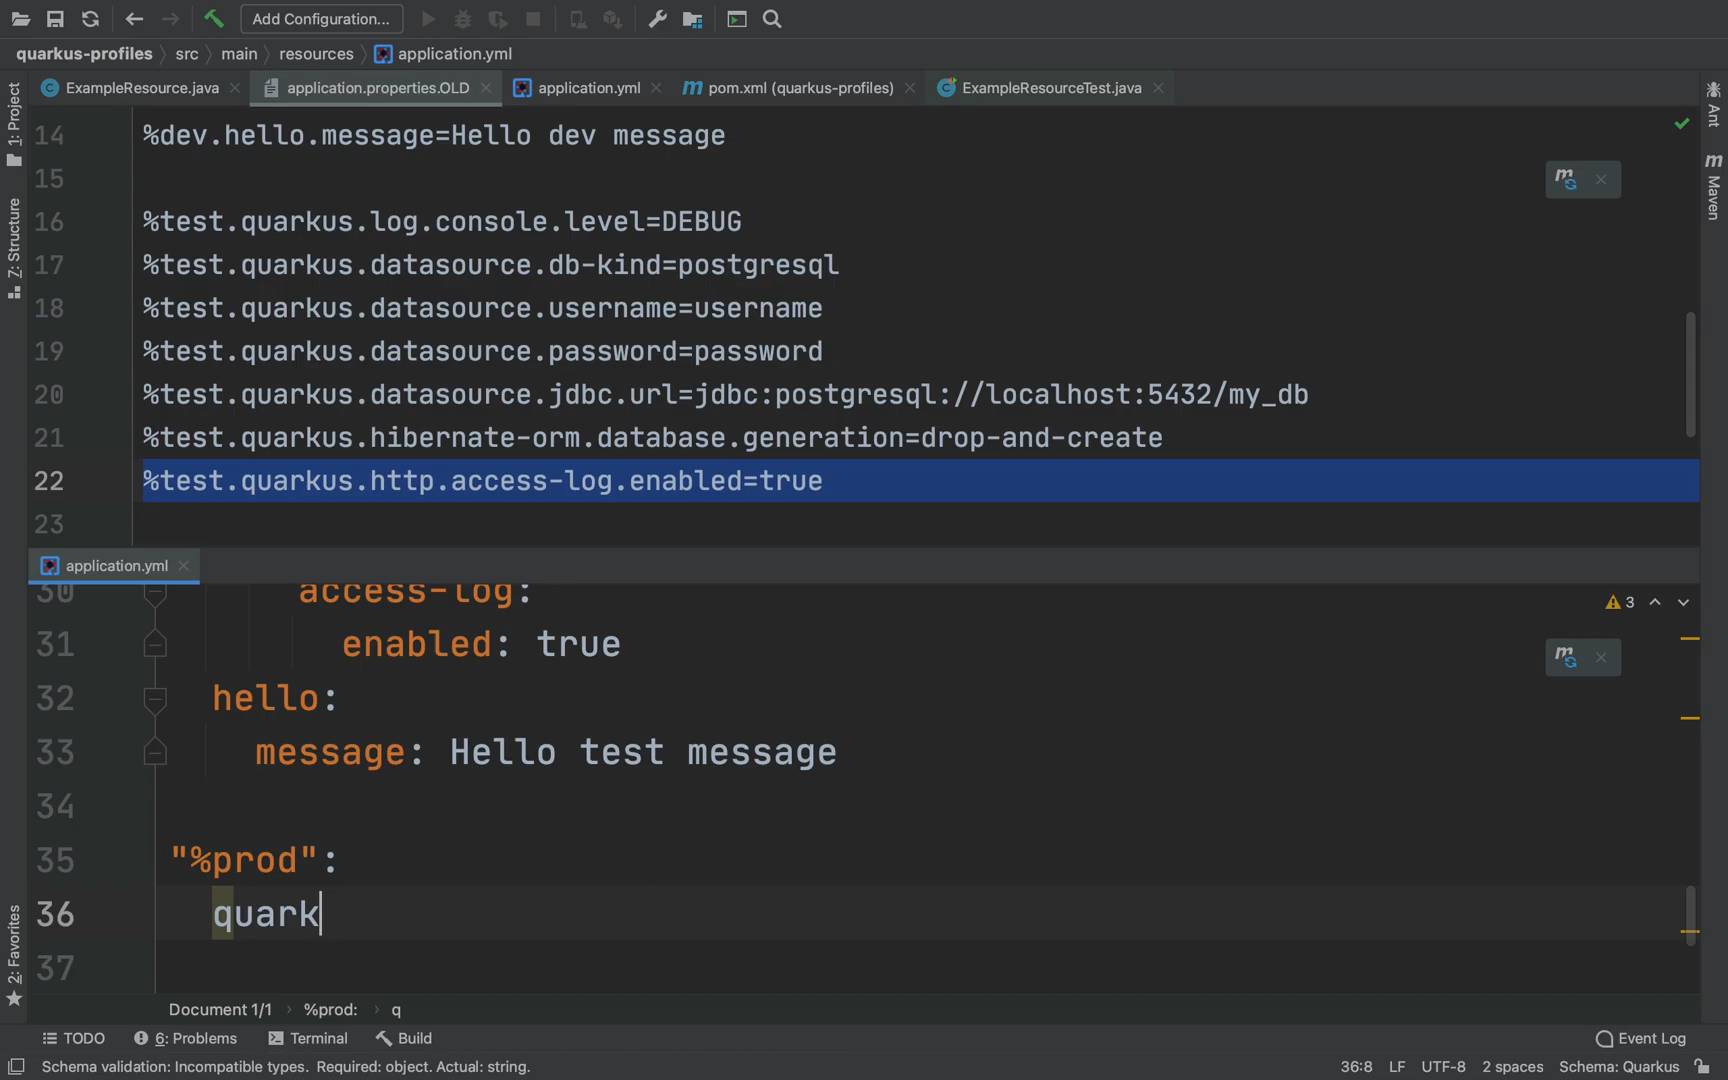 Add Configuration...
quarkus-profiles src main resources application.yml
ExampleResource.java application.properties.OLD application.yml pom.xml (quarkus-profiles) ExampleResourceTest.java
1: Project
7: Structure
2: Favorites
Ant
Maven
14 %dev.hello.message=Hello dev message
15
16 %test.quarkus.log.console.level=DEBUG
17 %test.quarkus.datasource.db-kind=postgresql
18 %test.quarkus.datasource.username=username
19 %test.quarkus.datasource.password=password
20 %test.quarkus.datasource.jdbc.url=jdbc:postgresql://localhost:5432/my_db
21 %test.quarkus.hibernate-orm.database.generation=drop-and-create
22 %test.quarkus.http.access-log.enabled=true
23
application.yml
30 access-log:
3
31 enabled: true
32 hello:
33 message: Hello test message
34
35 "%prod":
36 quark
37
Document 1/1 %prod: q
TODO 6: Problems Terminal Build Event Log
Schema validation: Incompatible types. Required: object. Actual: string. 36:8 LF UTF-8 2 spaces Schema: Quarkus